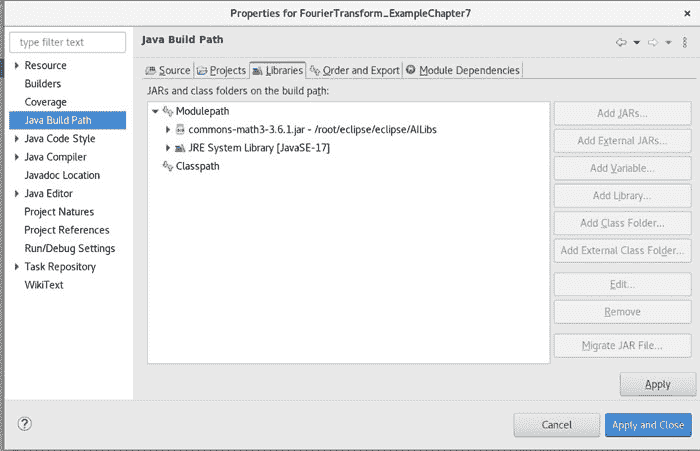 Properties for FourierTransform_ExampleChapter7
type filter text
Java Build Path
Resource
Builders
Coverage
Java Build Path
Java Code Style
Java Compiler
Javadoc Location
Java Editor
Project Natures
Project References
Run/Debug Settings
Task Repository
WikiText
Source Projects Libraries Order and Export Module Dependencies
JARs and class folders on the build path:
Modulepath
commons-math3-3.6.1.jar - /root/eclipse/eclipse/AILibs
JRE System Library [JavaSE-17]
Classpath
Add JARs...
Add External JARs...
Add Variable...
Add Library...
Add Class Folder...
Add External Class Folder...
Edit...
Remove
Migrate JAR File...
Apply
Cancel
Apply and Close